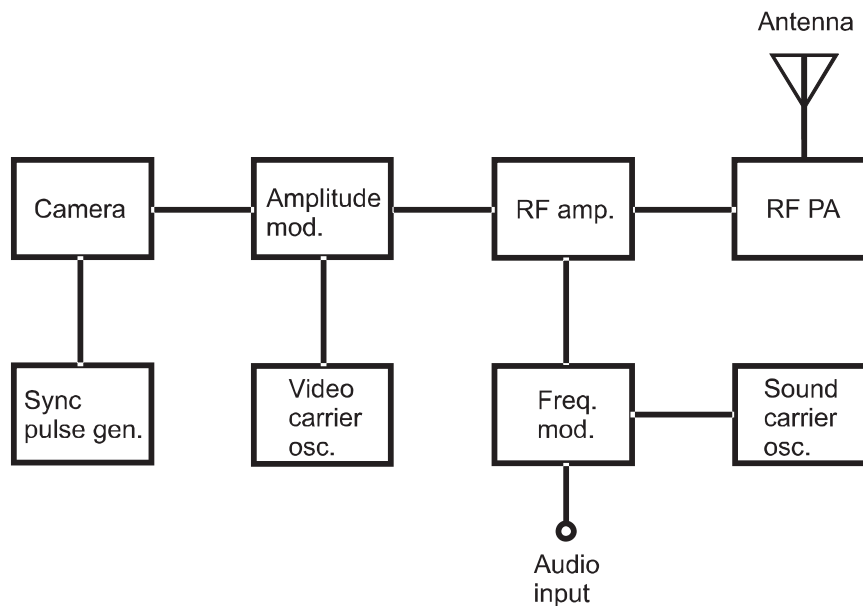 Antenna
Camera
Amplitude
mod.
RF amp.
RF PA
Sync
pulse gen.
Video
carrier
osc.
Freq.
mod.
Sound
carrier
osc.
Audio
input